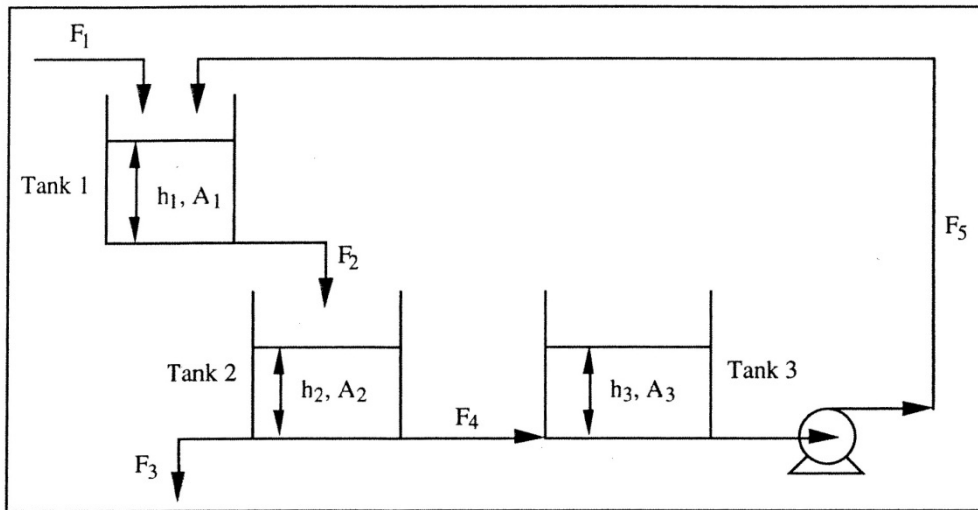 F1
Tank 1
h1, A1
F5
F2
Tank 2
h2, A2
F4
h3, A3
Tank 3
F3